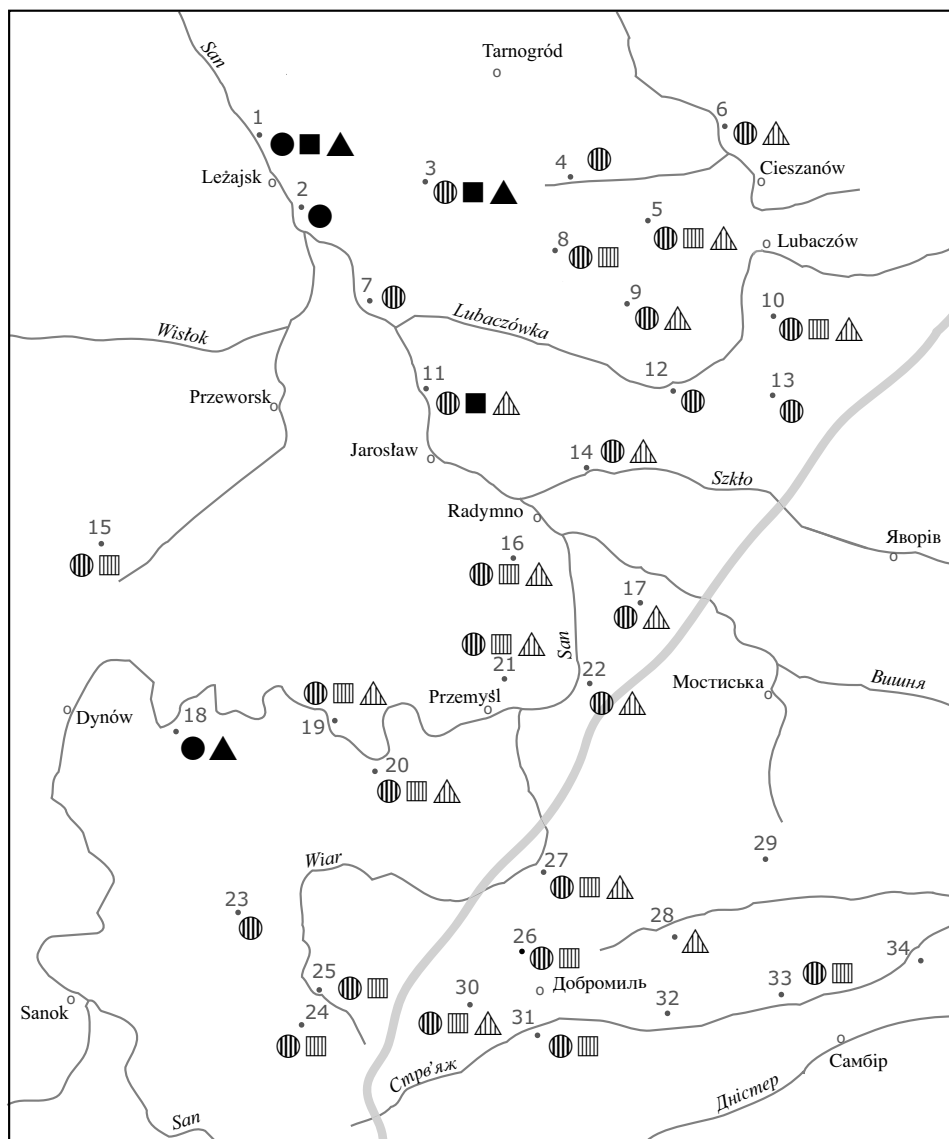 San
Tarnogród
1
6
Leżajsk
3
4
Cieszanów
2
5
8
Lubaczów
7
9
10
Wisłok
Lubaczówka
11
12
13
Przeworsk
Jarosław
14
Szkło
Radymno
15
16
Яворів
17
San
21
22
Мостиська
Вишня
Przemyśl
Dynów
18
19
20
Wiar
27
29
23
28
26
34
25
Добромиль
33
Sanok
24
30
31
32
Стрв’яж
Самбір
Дністер
San